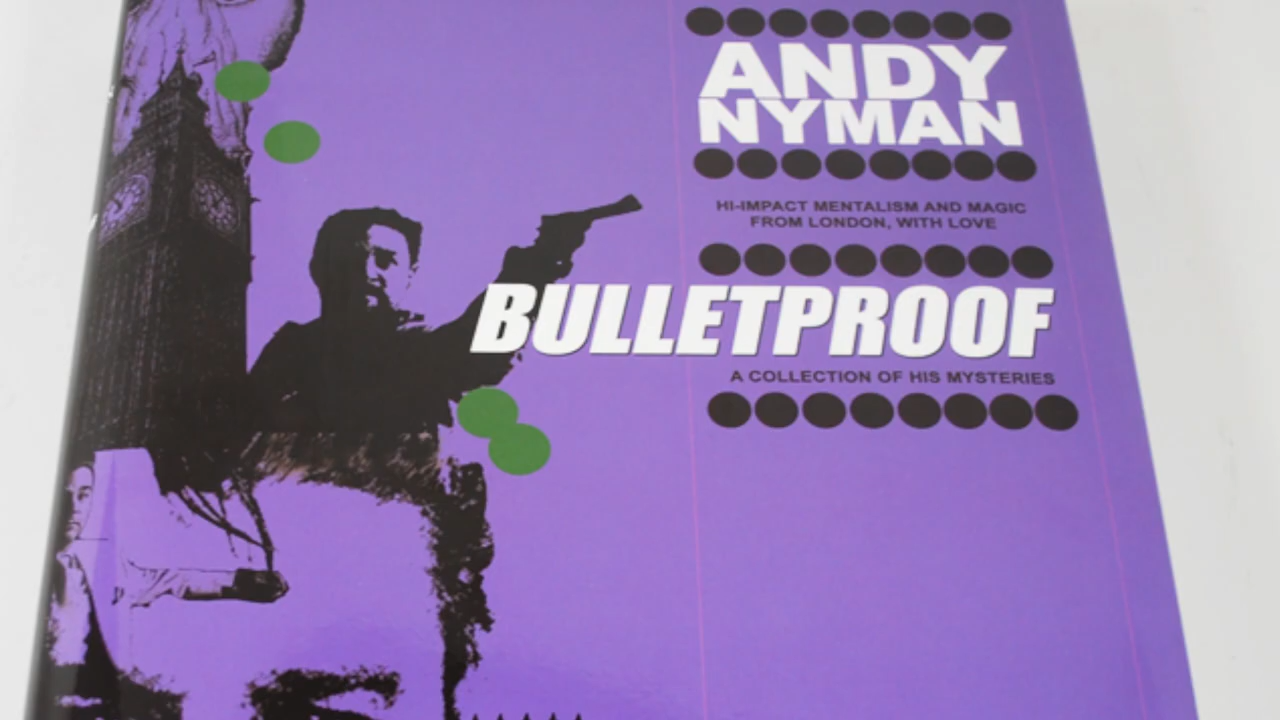 ANDY
NYMAN
HI-IMPACT MENTALISM AND MAGIC
FROM LONDON, WITH LOVE
BULLETPROOF
A COLLECTION OF HIS MYSTERIES